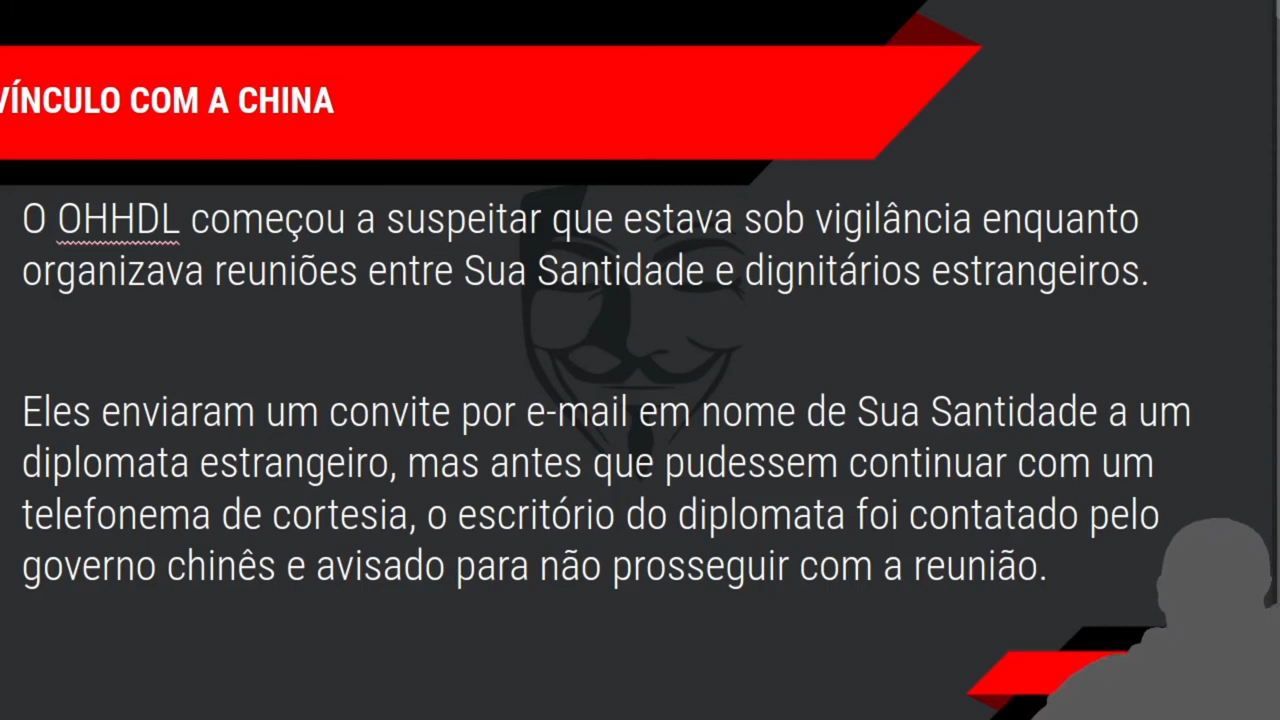 VÍNCULO COM A CHINA
O OHHDL começou a suspeitar que estava sob vigilância enquanto
organizava reuniões entre Sua Santidade e dignitários estrangeiros.
Eles enviaram um convite por e-mail em nome de Sua Santidade a um
diplomata estrangeiro, mas antes que pudessem continuar com um
telefonema de cortesia, o escritório do diplomata foi contatado pelo
governo chinês e avisado para não prosseguir com a reunião.